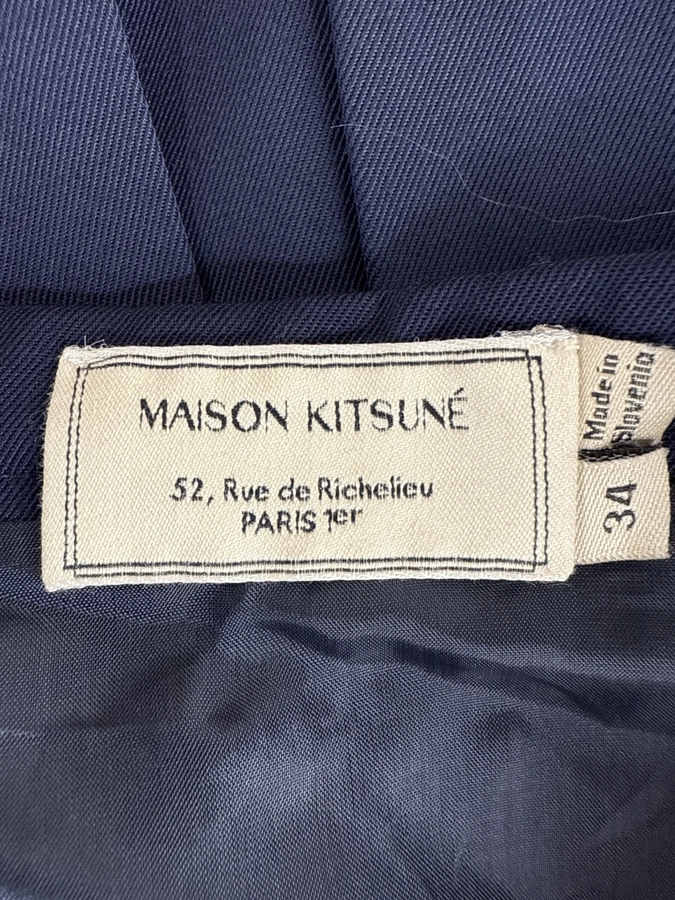 MAISON KITSUNÉ
52, Rue de Richelieu
PARIS 1er
Made in
Slovenia
34